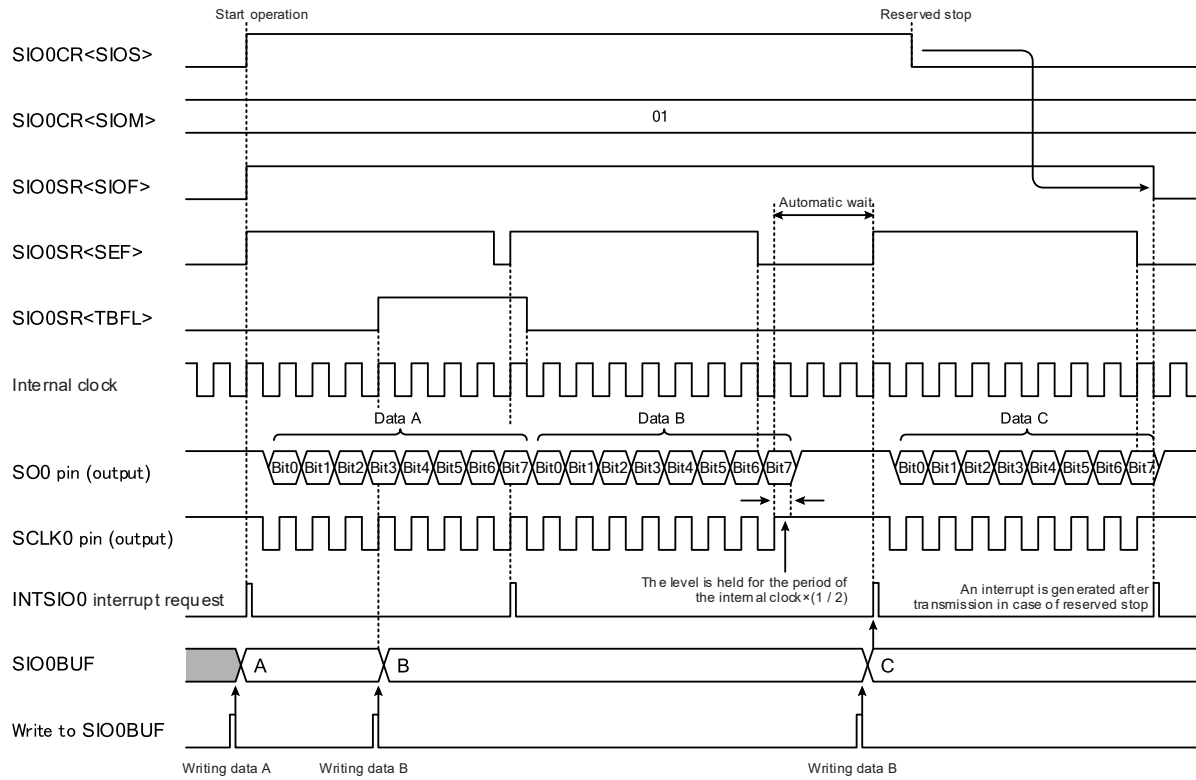 Start operation
Reserved stop
SIO0CR<SIOS>
SIO0CR<SIOM>
01
SIO0SR<SIOF>
Automatic wait
SIO0SR<SEF>
SIO0SR<TBFL>
Internal clock
Data A
Data B
Data C
SO0 pin (output)
Bit0 Bit1 Bit2 Bit3 Bit4 Bit5 Bit6 Bit7 Bit0 Bit1 Bit2 Bit3 Bit4 Bit5 Bit6 Bit7 Bit0 Bit1 Bit2 Bit3 Bit4 Bit5 Bit6 Bit7
SCLK0 pin (output)
The level is held for the period of
the internal clock×(1 / 2)
An interrupt is generated after
transmission in case of reserved stop
INTSIO0 interrupt request
SIO0BUF
A
B
C
Write to SIO0BUF
Writing data A
Writing data B
Writing data B